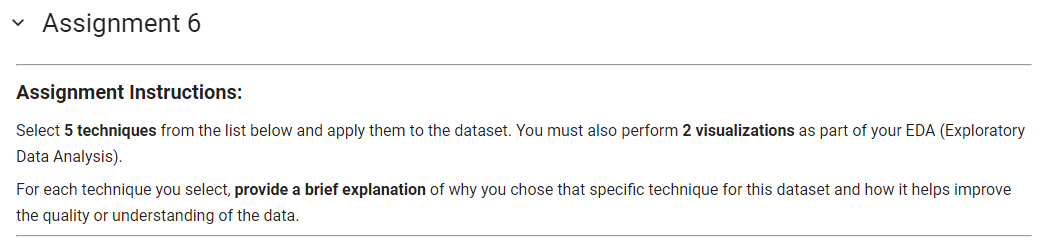 Assignment 6
Assignment Instructions:
Select 5 techniques from the list below and apply them to the dataset. You must also perform 2 visualizations as part of your EDA (Exploratory
Data Analysis).
For each technique you select, provide a brief explanation of why you chose that specific technique for this dataset and how it helps improve
the quality or understanding of the data.